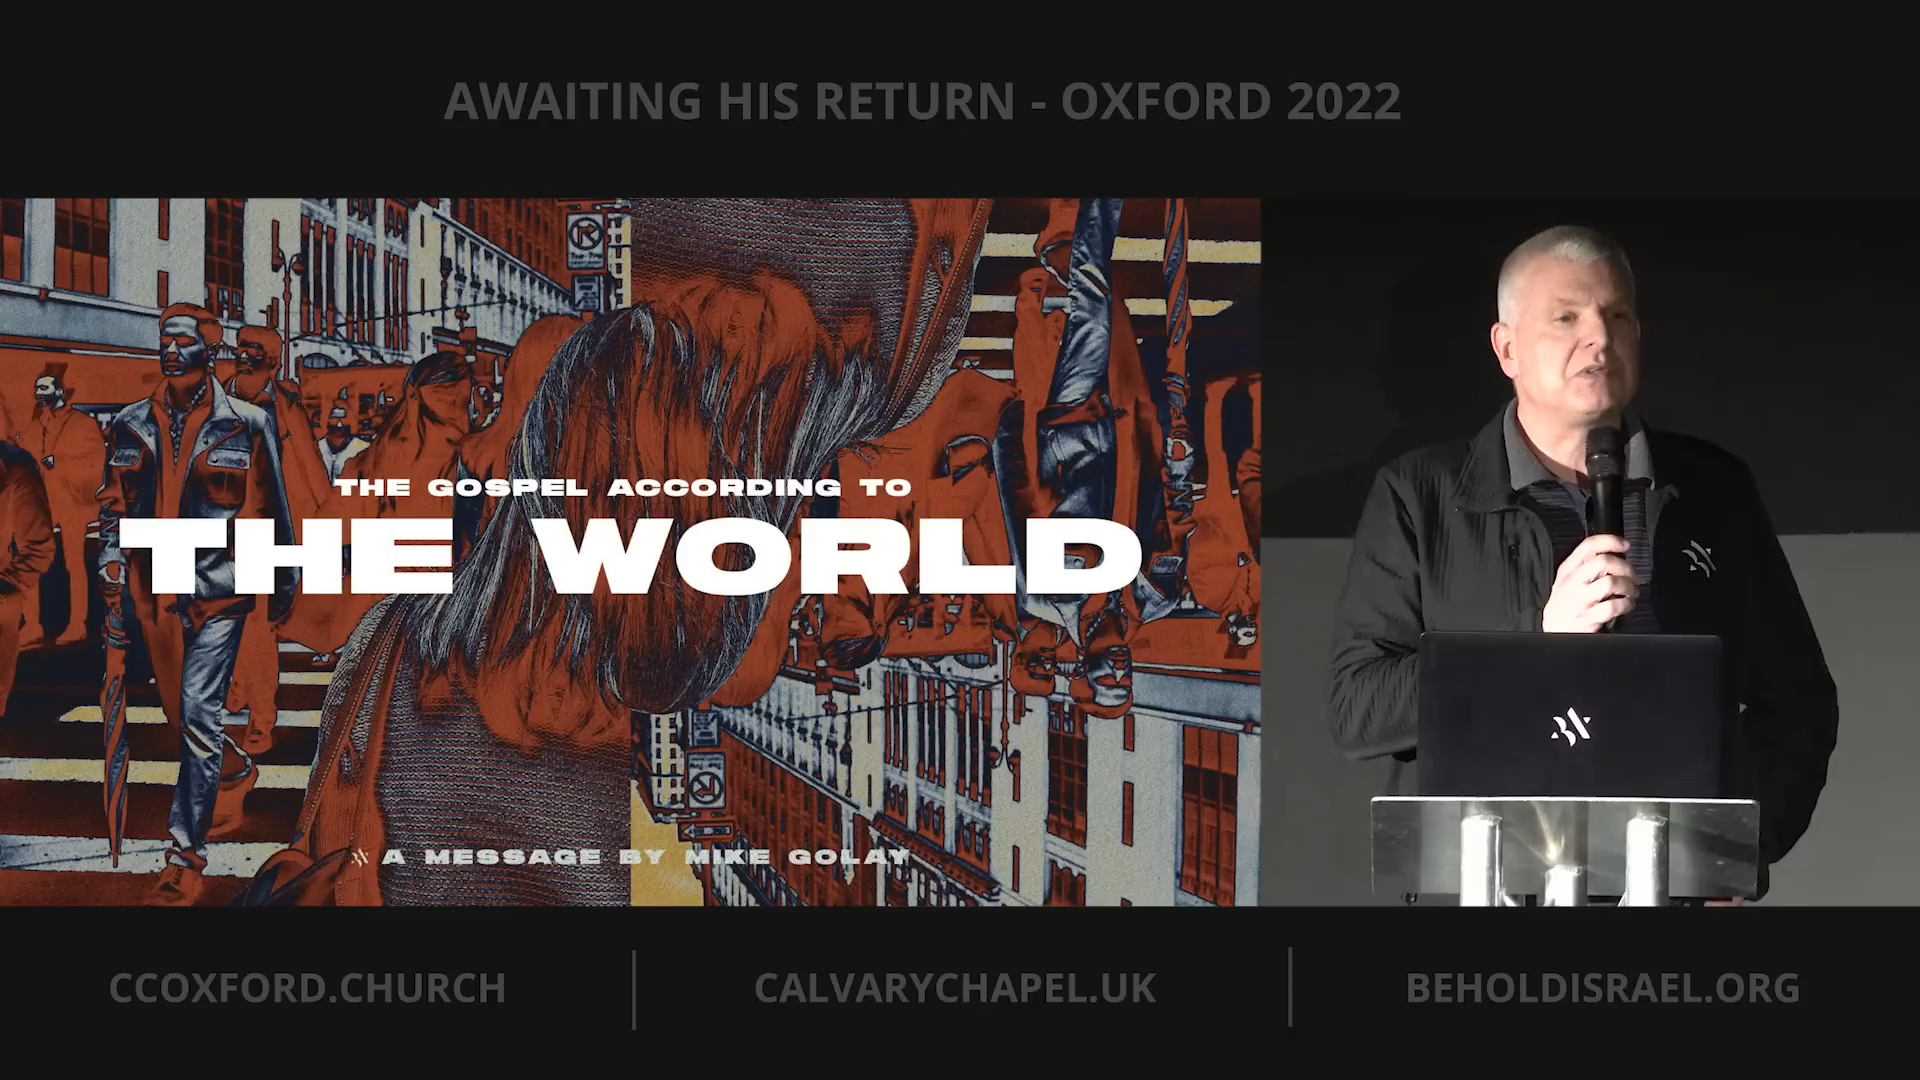 AWAITING HIS RETURN - OXFORD 2022
THE GOSPEL ACCORDING TO
THE WORLD
A MESSAGE BY MIKE GOLAY
CCOXFORD.CHURCH
CALVARYCHAPEL.UK
BEHOLDISRAEL.ORG